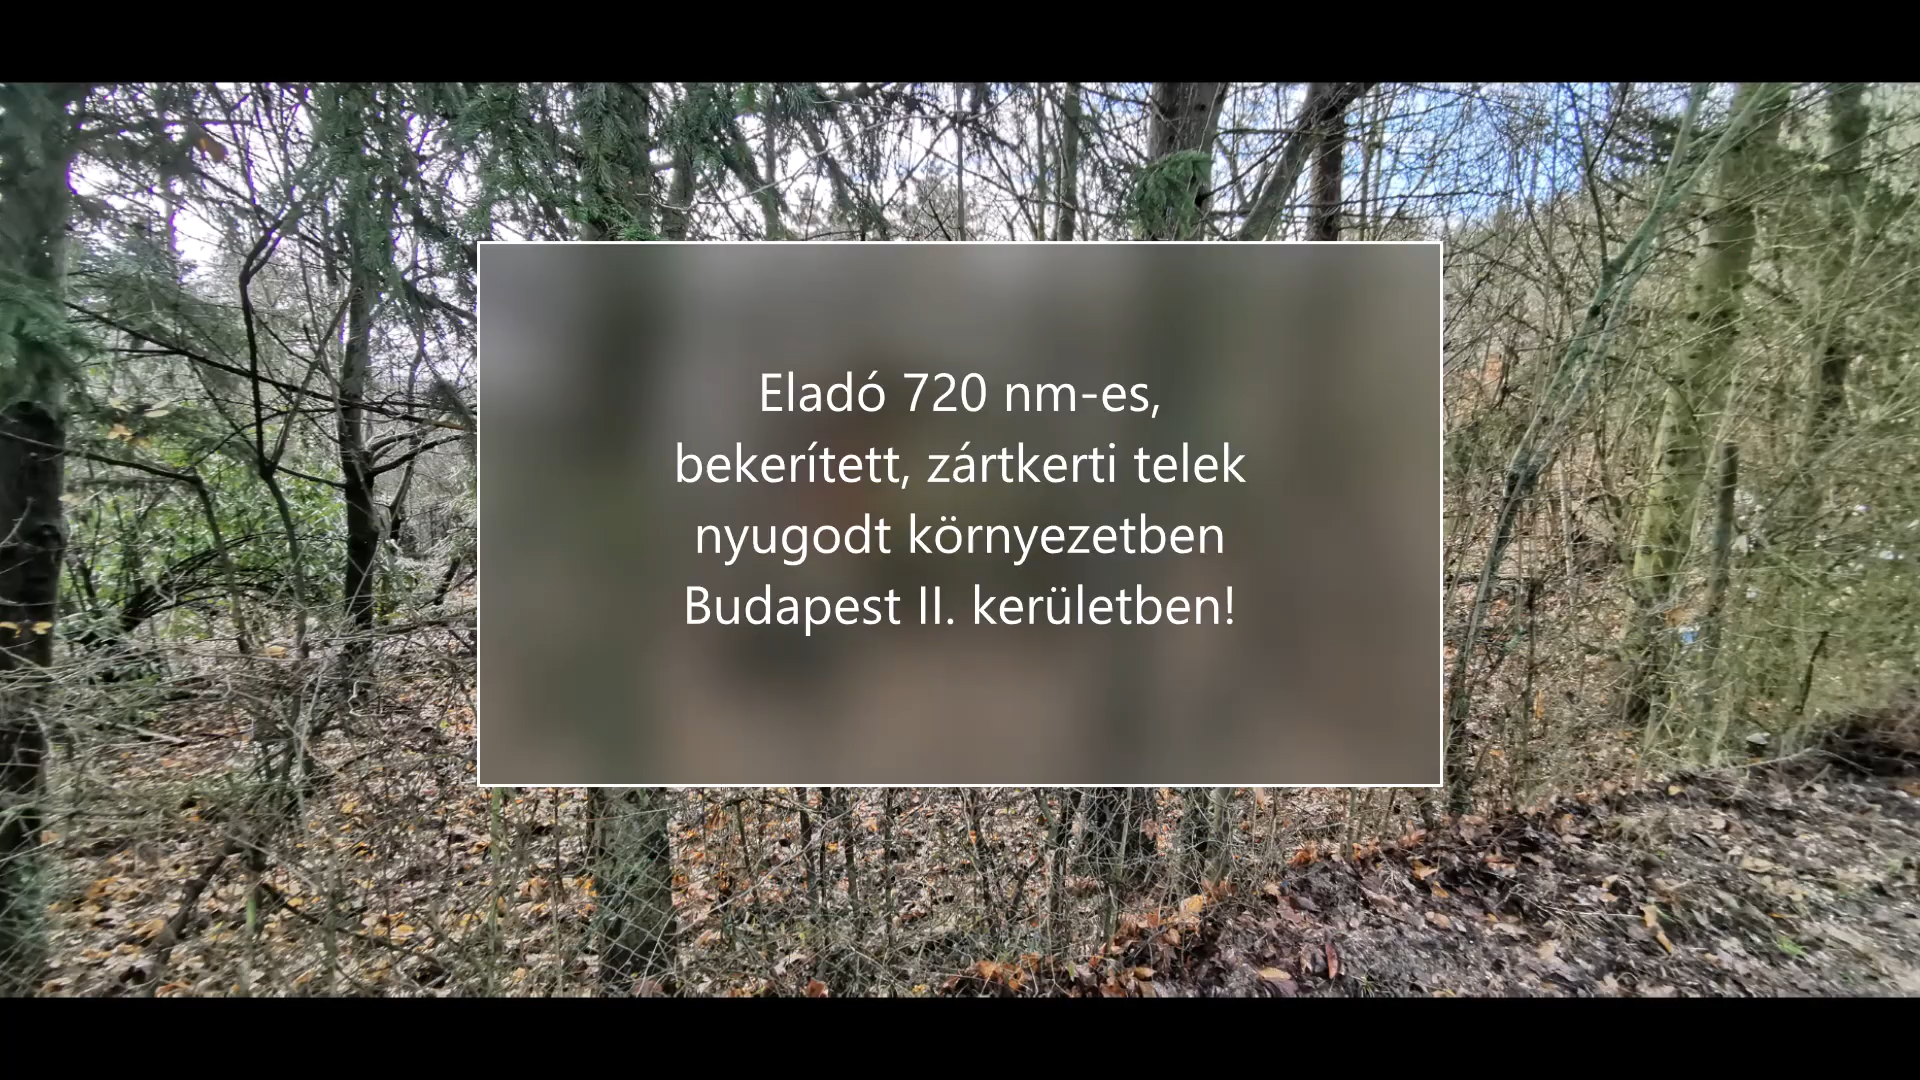 Eladó 720 nm-es,
bekerített, zártkerti telek
nyugodt környezetben
Budapest II. kerületben!